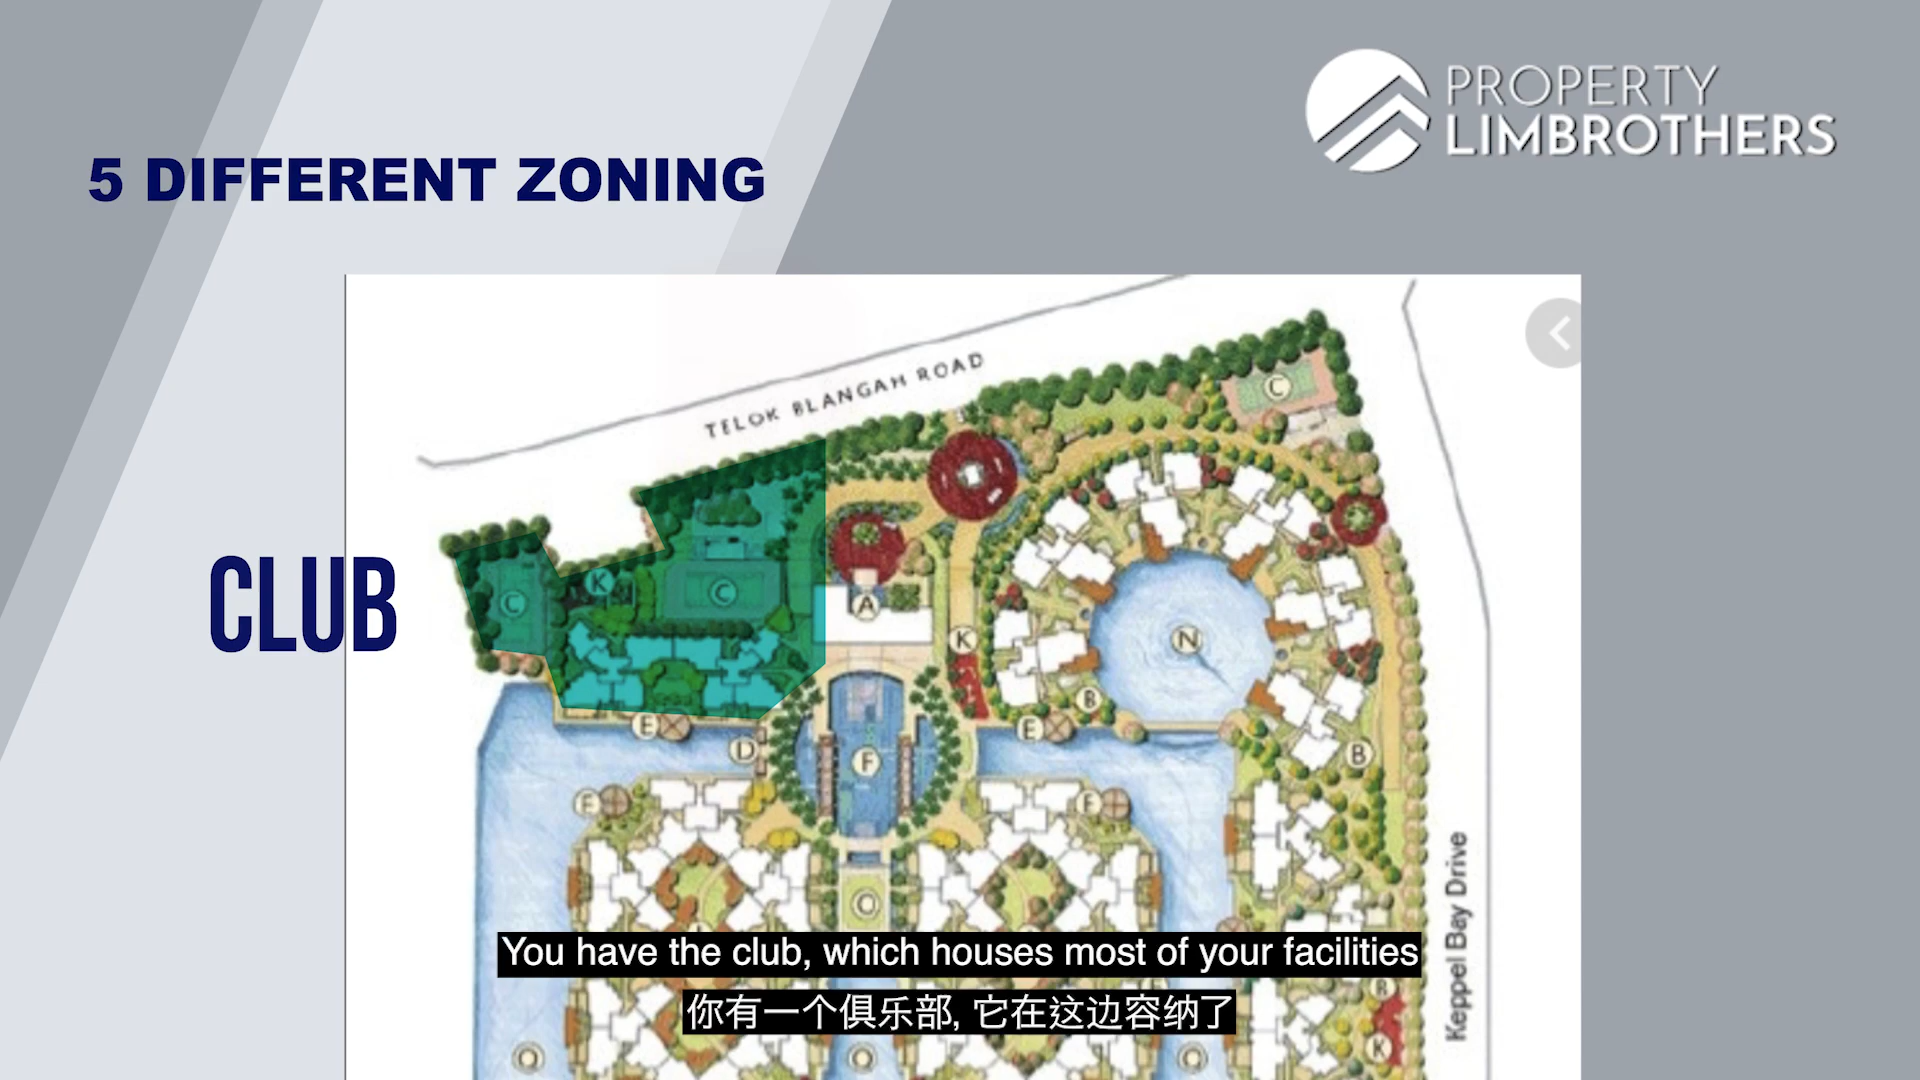 PROPERTY
LIMBROTHERS
5 DIFFERENT ZONING
TELOK BLANGAH ROAD
C
CLUB
K
C
C
A
K
N
B
E
E
D
F
B
E
E
O
Keppel Bay Drive
You have the club, which houses most of your facilities
你有一个俱乐部, 它在这边容纳了
K
O
O
O